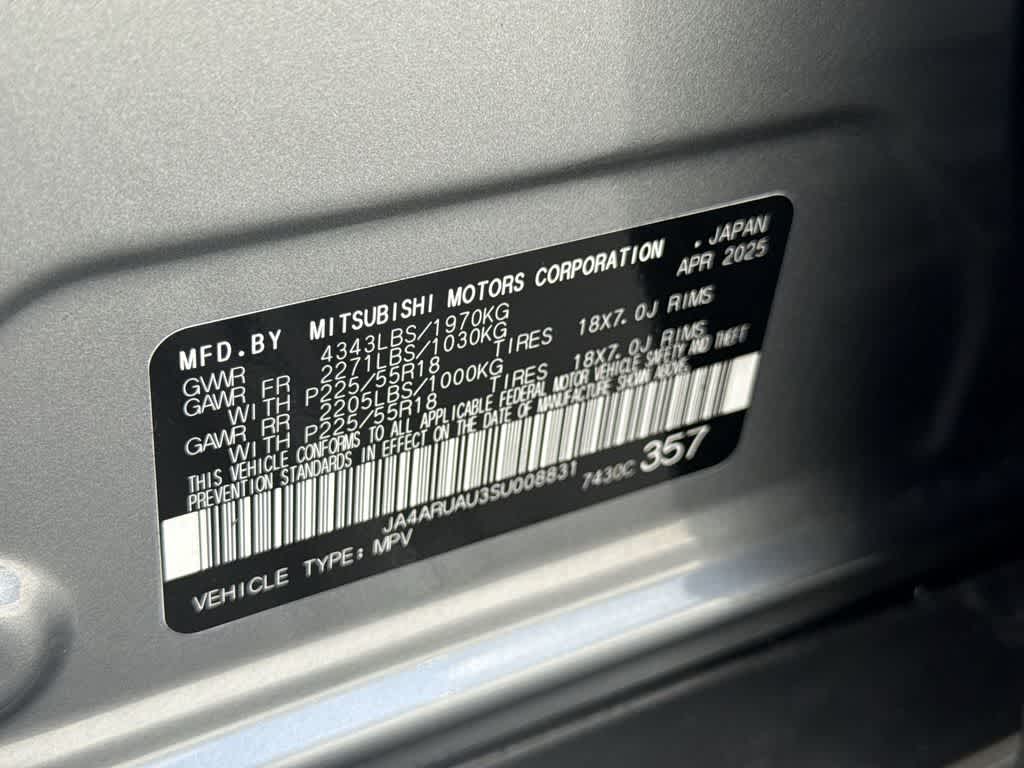 MFD.BY MITSUBISHI MOTORS CORPORATION . JAPAN
APR 2025
GVWR 4343LBS/1970KG
GAWR FR 2271LBS/1030KG
WITH P225/55R18 TIRES 18X7.0J RIMS
GAWR RR 2205LBS/1000KG
WITH P225/55R18 TIRES 18X7.0J RIMS
THIS VEHICLE CONFORMS TO ALL APPLICABLE FEDERAL MOTOR VEHICLE SAFETY AND THEFT
PREVENTION STANDARDS IN EFFECT ON THE DATE OF MANUFACTURE SHOWN ABOVE.
JA4ARUAU3SU008831 7430C 357
VEHICLE TYPE: MPV